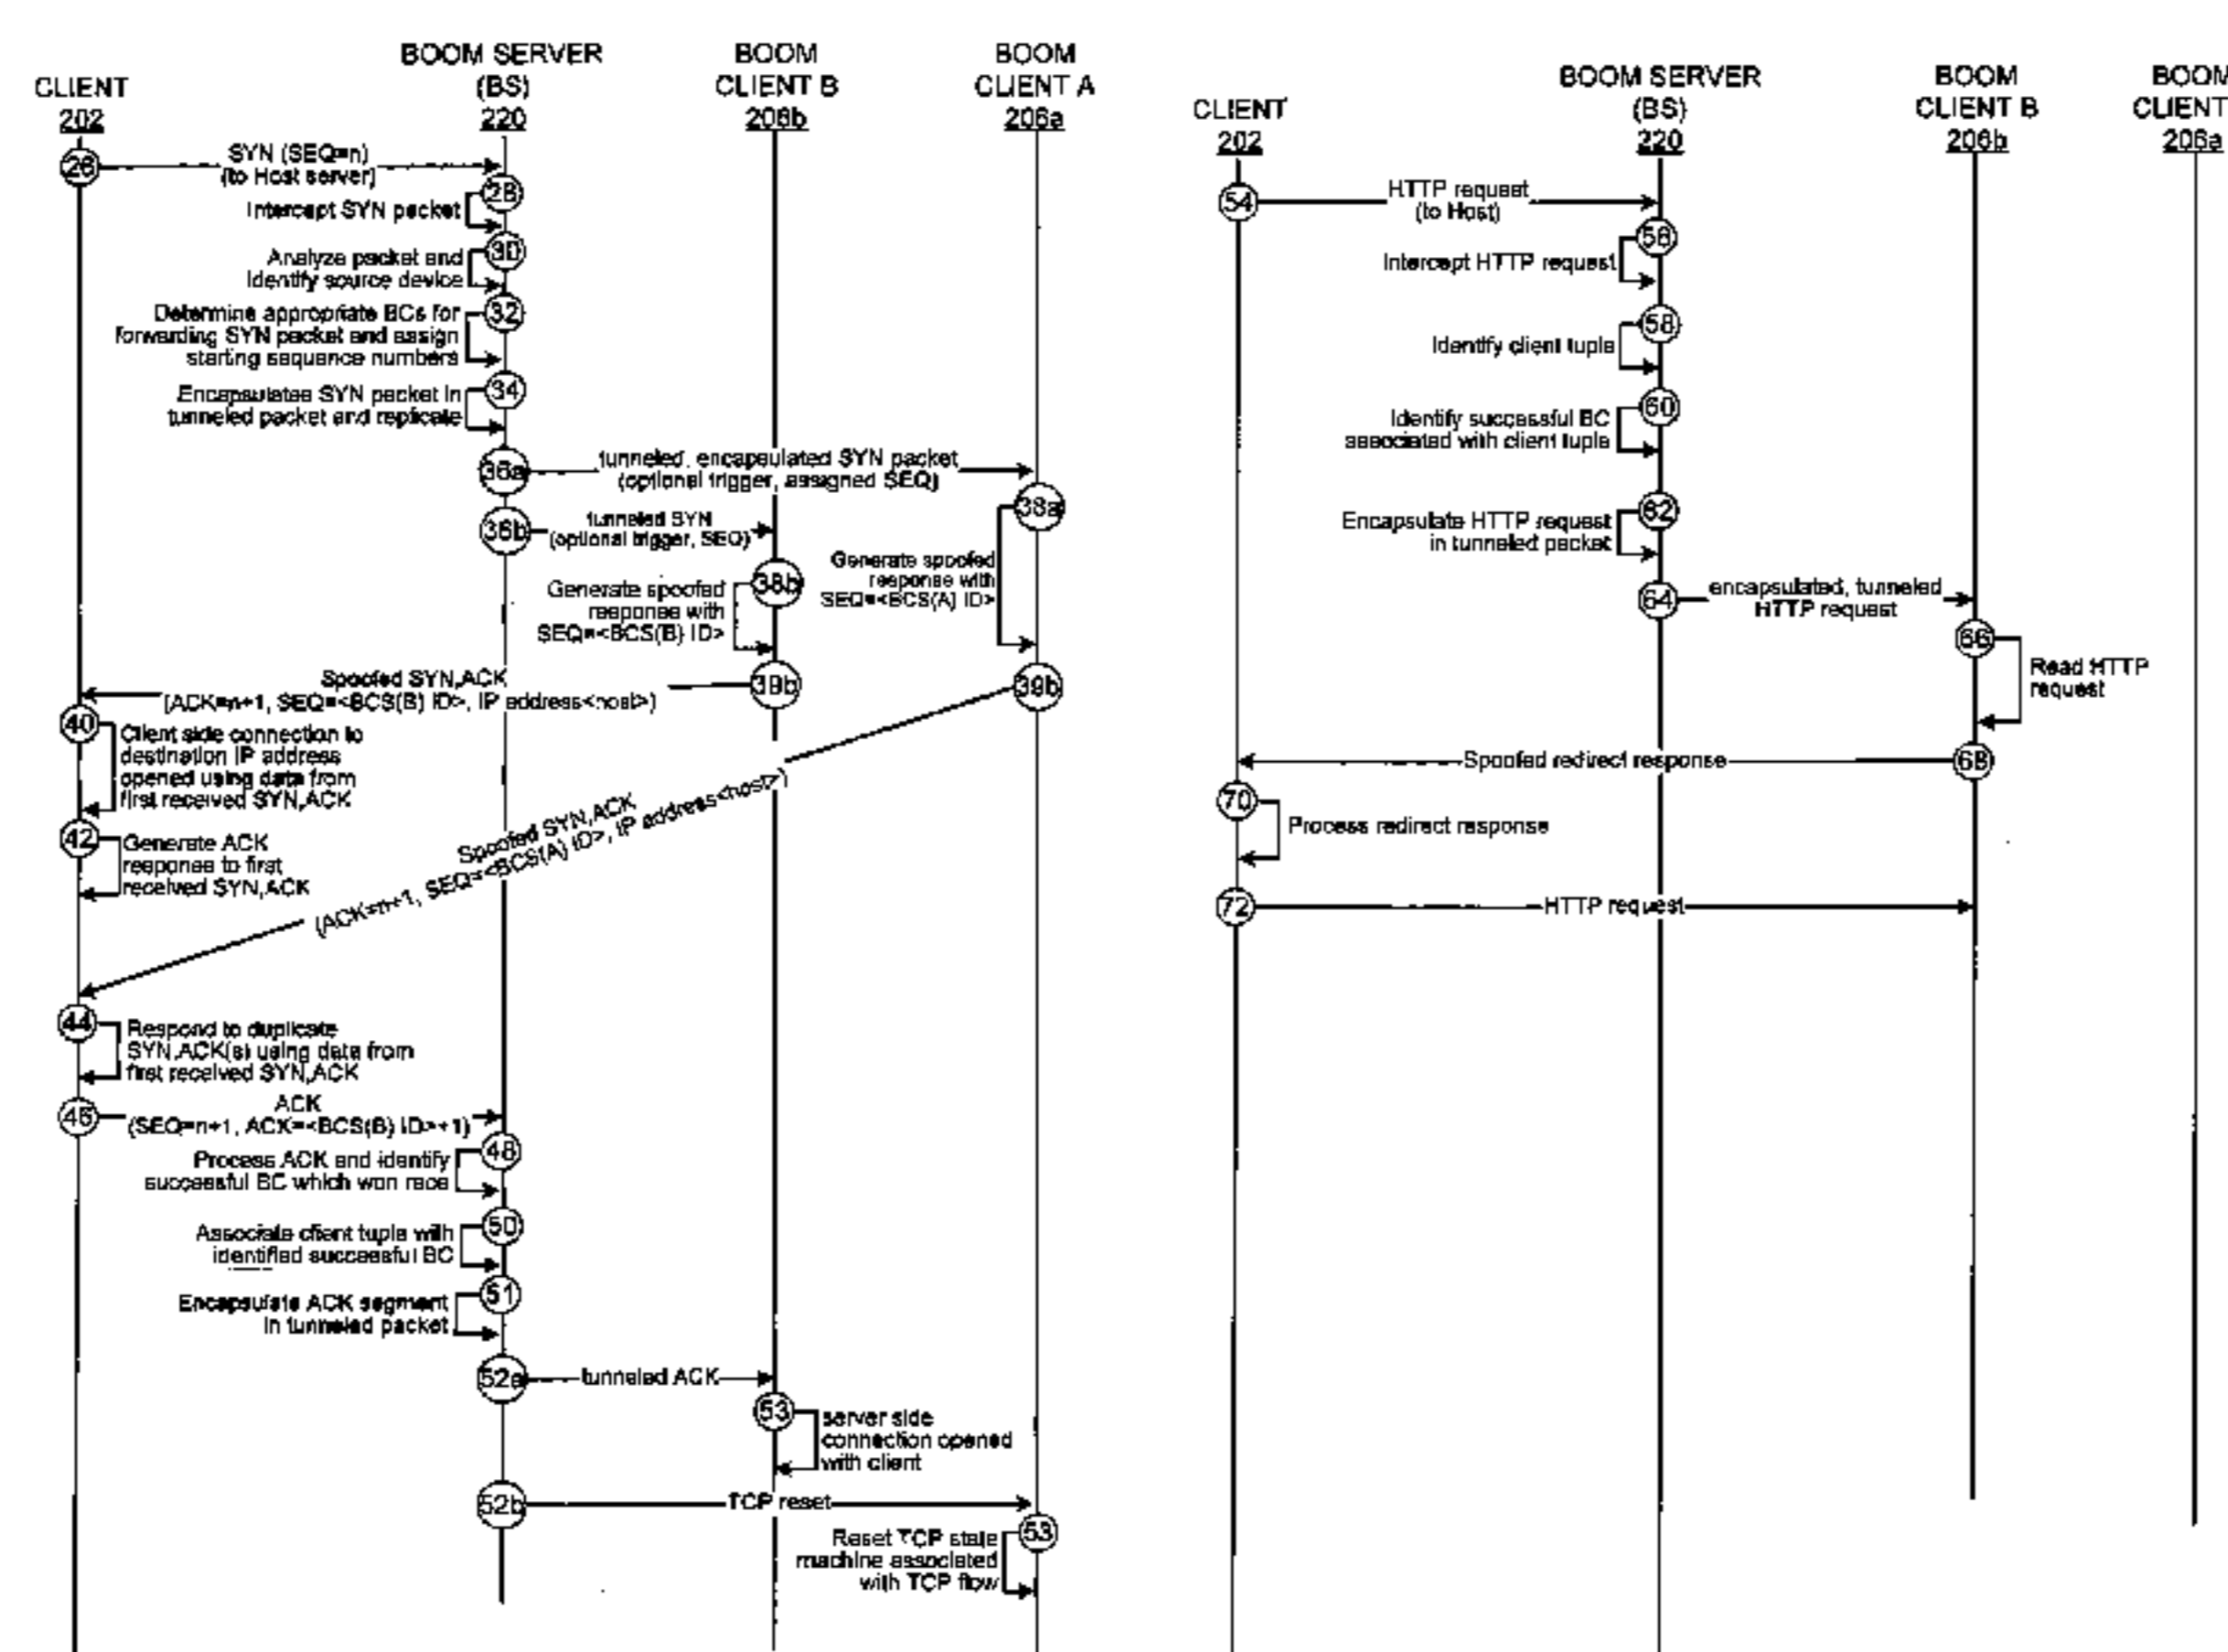 CLIENT
202
BOOM SERVER
(BS)
220
BOOM
CLIENT B
206b
BOOM
CLIENT A
206a
26
SYN (SEQ=n)
(to Host server)
28
Intercept SYN packet
30
Analyze packet and
Identify source device
32
Determine appropriate BCs for
forwarding SYN packet and assign
starting sequence numbers
34
Encapsulates SYN packet in
tunneled packet and replicate
36a
tunneled, encapsulated SYN packet
(optional trigger, assigned SEQ)
38a
36b
tunneled SYN
(optional trigger, SEQ)
Generate spoofed
response with
SEQ=<BCS(A) ID>
38b
Generate spoofed
response with
SEQ=<BCS(B) ID>
39b
39b
Spoofed SYN,ACK
(ACK=n+1, SEQ=<BCS(B) ID>, IP address<host>)
40
Client side connection to
destination IP address
opened using data from
first received SYN,ACK
42
Generate ACK
response to first
received SYN,ACK
Spoofed SYN,ACK
(ACK=n+1, SEQ=<BCS(A) ID>, IP address<host>)
44
Respond to duplicate
SYN,ACK(s) using data from
first received SYN,ACK
46
ACK
(SEQ=n+1, ACK=<BCS(B) ID>+1)
48
Process ACK and identify
successful BC which won race
50
Associate client tuple with
identified successful BC
51
Encapsulate ACK segment
in tunneled packet
52a
tunneled ACK
53
server side
connection opened
with client
52b
TCP reset
53
Reset TCP state
machine associated
with TCP flow
CLIENT
202
BOOM SERVER
(BS)
220
BOOM
CLIENT B
206b
BOOM
CLIENT
206a
54
HTTP request
(to Host)
56
Intercept HTTP request
58
Identify client tuple
60
Identify successful BC
associated with client tuple
62
Encapsulate HTTP request
in tunneled packet
64
encapsulated, tunneled
HTTP request
66
Read HTTP
request
68
Spoofed redirect response
70
Process redirect response
72
HTTP request